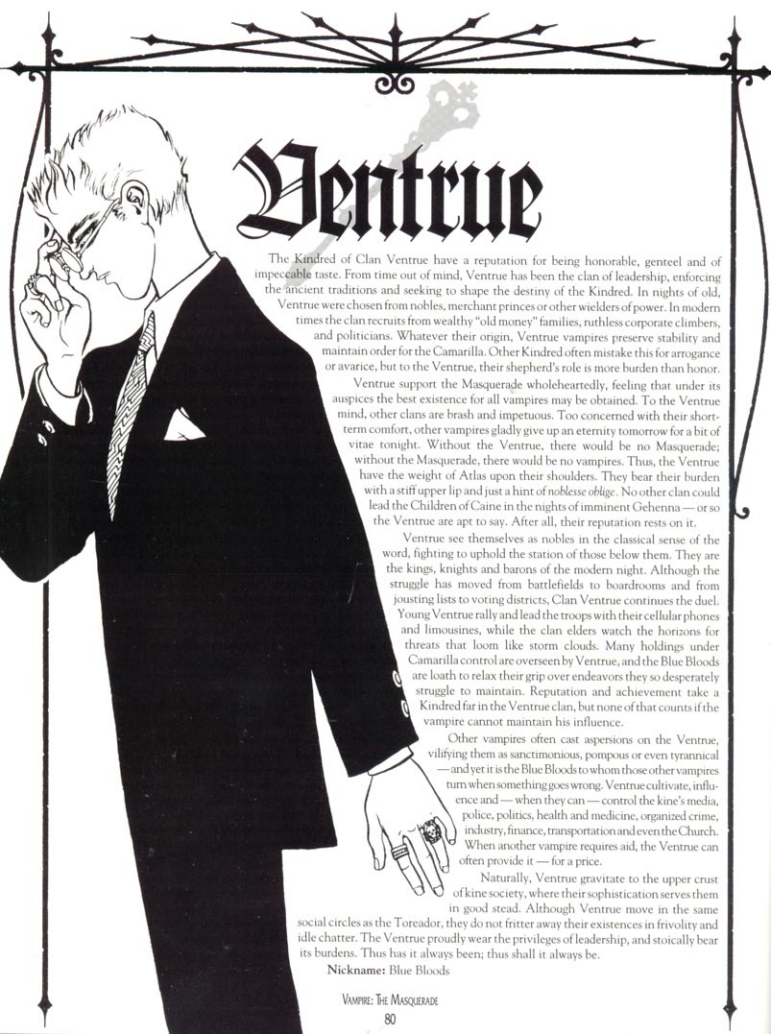 Ventrue
The Kindred of Clan Ventrue have a reputation for being honorable, genteel and of
impeccable taste. From time out of mind, Ventrue has been the clan of leadership, enforcing
the ancient traditions and seeking to shape the destiny of the Kindred. In nights of old,
Ventrue were chosen from nobles, merchant princes or other wielders of power. In modern
times the clan recruits from wealthy "old money" families, ruthless corporate climbers,
and politicians. Whatever their origin, Ventrue vampires preserve stability and
maintain order for the Camarilla. Other Kindred often mistake this for arrogance
or avarice, but to the Ventrue, their shepherd's role is more burden than honor.
Ventrue support the Masquerade wholeheartedly, feeling that under its
auspices the best existence for all vampires may be obtained. To the Ventrue
mind, other clans are brash and impetuous. Too concerned with their short-
term comfort, other vampires gladly give up an eternity tomorrow for a bit of
vitae tonight. Without the Ventrue, there would be no Masquerade;
without the Masquerade, there would be no vampires. Thus, the Ventrue
have the weight of Atlas upon their shoulders. They bear their burden
with a stiff upper lip and just a hint of noblesse oblige. No other clan could
lead the Children of Caine in the nights of imminent Gehenna — or so
the Ventrue are apt to say. After all, their reputation rests on it.
Ventrue see themselves as nobles in the classical sense of the
word, fighting to uphold the station of those below them. They are
the kings, knights and barons of the modern night. Although the
struggle has moved from battlefields to boardrooms and from
jousting lists to voting districts, Clan Ventrue continues the duel.
Young Ventrue rally and lead the troops with their cellular phones
and limousines, while the clan elders watch the horizons for
threats that loom like storm clouds. Many holdings under
Camarilla control are overseen by Ventrue, and the Blue Bloods
are loath to relax their grip over endeavors they so desperately
struggle to maintain. Reputation and achievement take a
Kindred far in the Ventrue clan, but none of that counts if the
vampire cannot maintain his influence.
Other vampires often cast aspersions on the Ventrue,
vilifying them as sanctimonious, pompous or even tyrannical
— and yet it is the Blue Bloods to whom those other vampires
turn when something goes wrong. Ventrue cultivate, influ-
ence and — when they can — control the kine's media,
police, politics, health and medicine, organized crime,
industry, finance, transportation and even the Church.
When another vampire requires aid, the Ventrue can
often provide it — for a price.
Naturally, Ventrue gravitate to the upper crust
of kine society, where their sophistication serves them
in good stead. Although Ventrue move in the same
social circles as the Toreador, they do not fritter away their existences in frivolity and
idle chatter. The Ventrue proudly wear the privileges of leadership, and stoically bear
its burdens. Thus has it always been; thus shall it always be.
Nickname: Blue Bloods
Vampire: The Masquerade
80